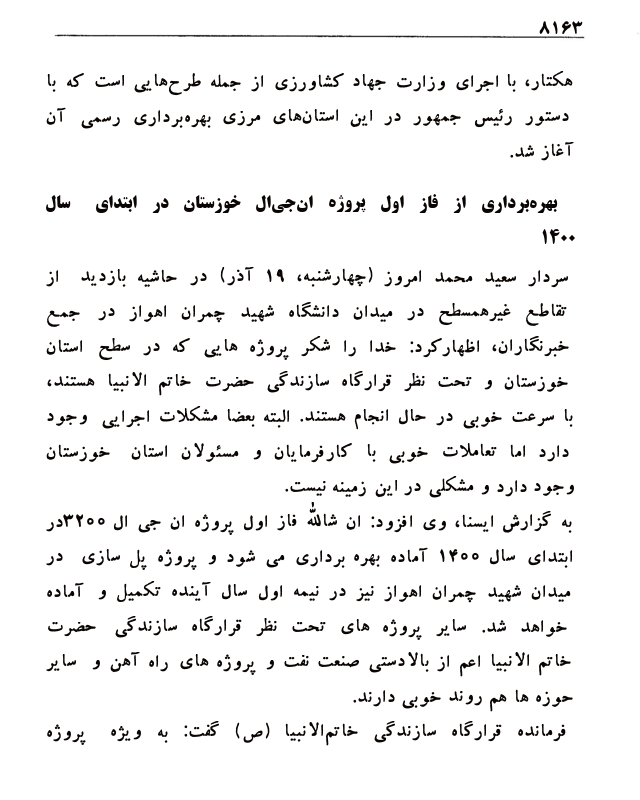 ۸۱۶۳
هکتار، با اجرای وزارت جهاد کشاورزی از جمله طرح‌هایی است که با
دستور رئیس جمهور در این استان‌های مرزی بهره‌برداری رسمی آن
آغاز شد.
بهره‌برداری از فاز اول پروژه ان‌جی‌ال خوزستان در ابتدای سال
۱۴۰۰
سردار سعید محمد امروز (چهارشنبه، ۱۹ آذر) در حاشیه بازدید از
تقاطع غیرهمسطح در میدان دانشگاه شهید چمران اهواز در جمع
خبرنگاران، اظهارکرد: خدا را شکر پروژه هایی که در سطح استان
خوزستان و تحت نظر قرارگاه سازندگی حضرت خاتم الانبیا هستند،
با سرعت خوبی در حال انجام هستند. البته بعضا مشکلات اجرایی وجود
دارد اما تعاملات خوبی با کارفرمایان و مسئولان استان خوزستان
وجود دارد و مشکلی در این زمینه نیست.
به گزارش ایسنا، وی افزود: ان شالله فاز اول پروژه ان جی ال ۳۲۰۰در
ابتدای سال ۱۴۰۰ آماده بهره برداری می شود و پروژه پل سازی در
میدان شهید چمران اهواز نیز در نیمه اول سال آینده تکمیل و آماده
خواهد شد. سایر پروژه های تحت نظر قرارگاه سازندگی حضرت
خاتم الانبیا اعم از بالادستی صنعت نفت و پروژه های راه آهن و سایر
حوزه ها هم روند خوبی دارند.
فرمانده قرارگاه سازندگی خاتم‌الانبیا (ص) گفت: به ویژه پروژه